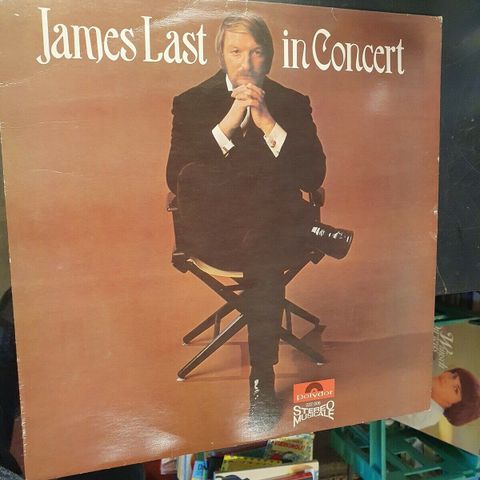 James Last in Concert
polydor
STEREO
MUSICALE